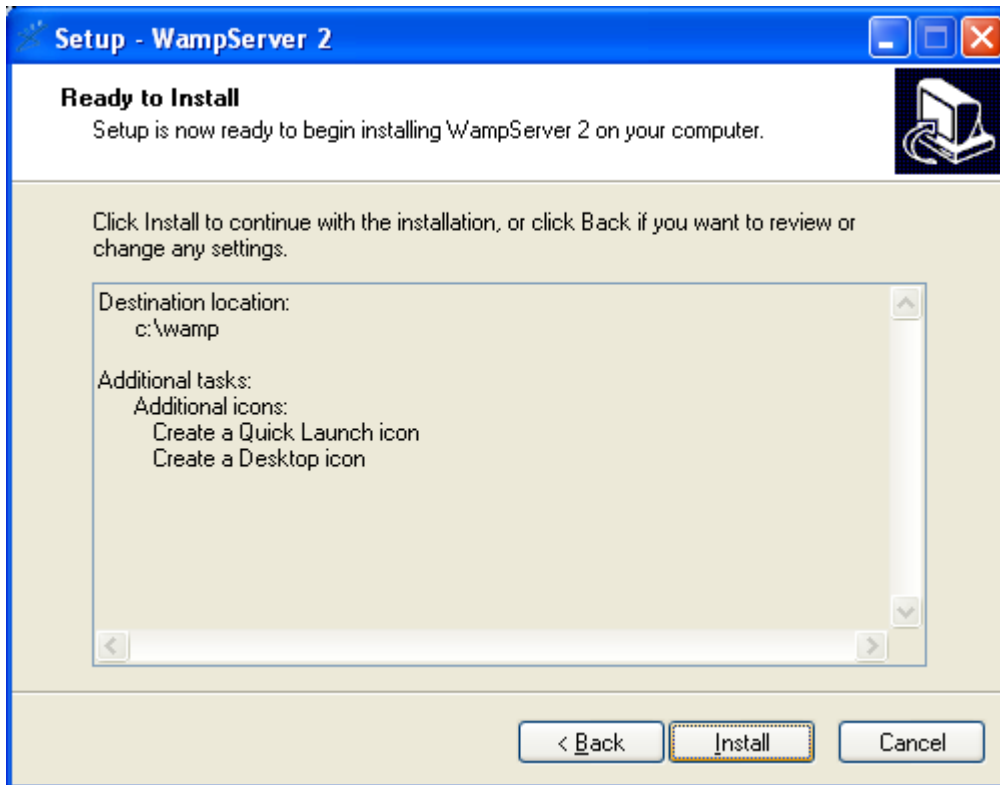 Setup - WampServer 2
Ready to Install
Setup is now ready to begin installing WampServer 2 on your computer.
Click Install to continue with the installation, or click Back if you want to review or
change any settings.
Destination location:
c:\wamp
Additional tasks:
Additional icons:
Create a Quick Launch icon
Create a Desktop icon
< Back
Install
Cancel